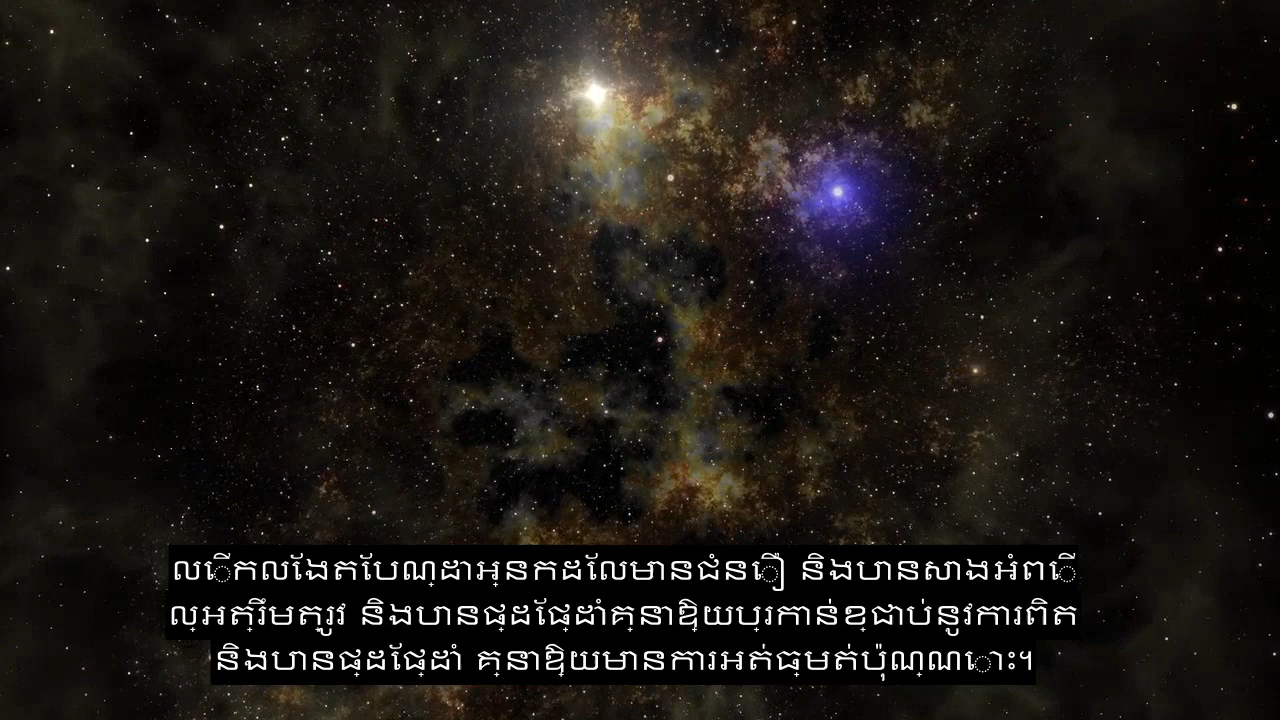 លើកលែងតែបណ្ដាអ្នកដែលមានជំនឿ និងបានសាងអំពើ
ល្អត្រឹមត្រូវ និងបានផ្ដែផ្ដាំគ្នាឱ្យប្រកាន់ខ្ជាប់នូវការពិត
និងបានផ្ដែផ្ដាំ គ្នាឱ្យមានការអត់ធ្មត់ប៉ុណ្ណោះ។